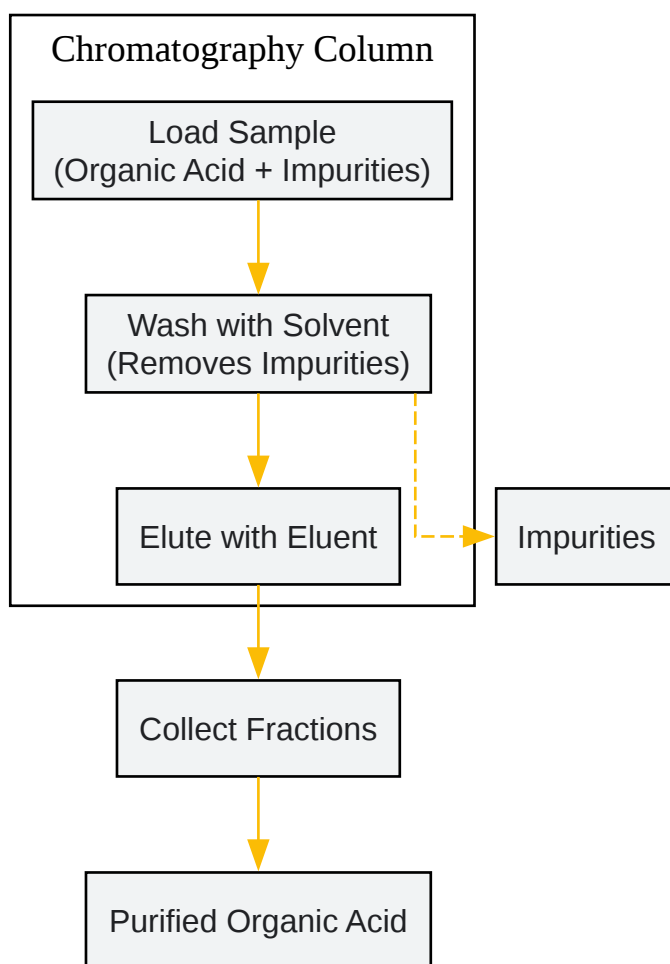 Chromatography Column
Load Sample
(Organic Acid + Impurities)
Wash with Solvent
(Removes Impurities)
Elute with Eluent
Impurities
Collect Fractions
Purified Organic Acid